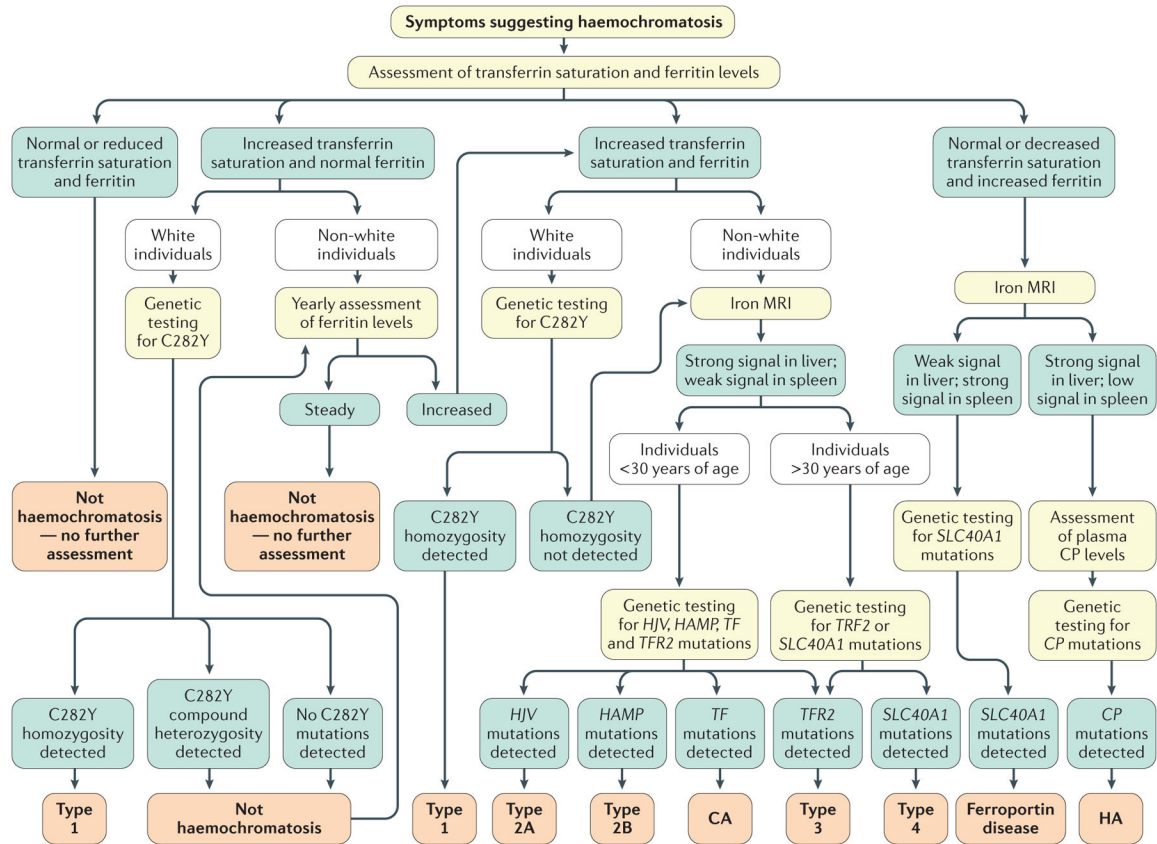 Symptoms suggesting haemochromatosis
Assessment of transferrin saturation and ferritin levels
Normal or reduced
transferrin saturation
and ferritin
Increased transferrin
saturation and normal ferritin
Increased transferrin
saturation and ferritin
Normal or decreased
transferrin saturation
and increased ferritin
White
individuals
Non-white
individuals
White
individuals
Non-white
individuals
Genetic
testing
for C282Y
Yearly assessment
of ferritin levels
Genetic testing
for C282Y
Iron MRI
Iron MRI
Steady
Increased
Strong signal in liver;
weak signal in spleen
Weak signal
in liver; strong
signal in spleen
Strong signal
in liver; low
signal in spleen
Individuals
<30 years of age
Individuals
>30 years of age
Not
haemochromatosis
— no further
assessment
Not
haemochromatosis
— no further
assessment
C282Y
homozygosity
detected
C282Y
homozygosity
not detected
Genetic testing
for SLC40A1
mutations
Assessment
of plasma
CP levels
Genetic testing
for HJV, HAMP, TF
and TFR2 mutations
Genetic testing
for TRF2 or
SLC40A1 mutations
Genetic
testing for
CP mutations
C282Y
homozygosity
detected
C282Y
compound
heterozygosity
detected
No C282Y
mutations
detected
HJV
mutations
detected
HAMP
mutations
detected
TF
mutations
detected
TFR2
mutations
detected
SLC40A1
mutations
detected
SLC40A1
mutations
detected
CP
mutations
detected
Type
1
Not
haemochromatosis
Type
1
Type
2A
Type
2B
CA
Type
3
Type
4
Ferroportin
disease
HA